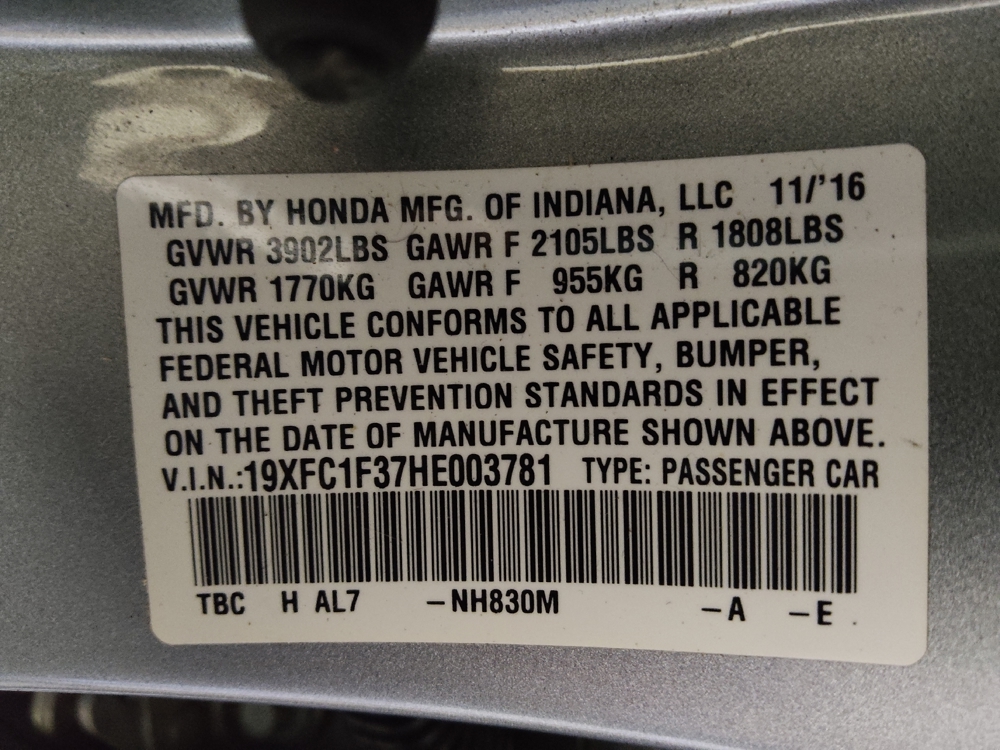 MFD. BY HONDA MFG. OF INDIANA, LLC 11/'16
GVWR 3902LBS GAWR F 2105LBS R 1808LBS
GVWR 1770KG GAWR F 955KG R 820KG
THIS VEHICLE CONFORMS TO ALL APPLICABLE
FEDERAL MOTOR VEHICLE SAFETY, BUMPER,
AND THEFT PREVENTION STANDARDS IN EFFECT
ON THE DATE OF MANUFACTURE SHOWN ABOVE.
V.I.N.:19XFC1F37HE003781 TYPE: PASSENGER CAR
TBC H AL7 -NH830M -A -E